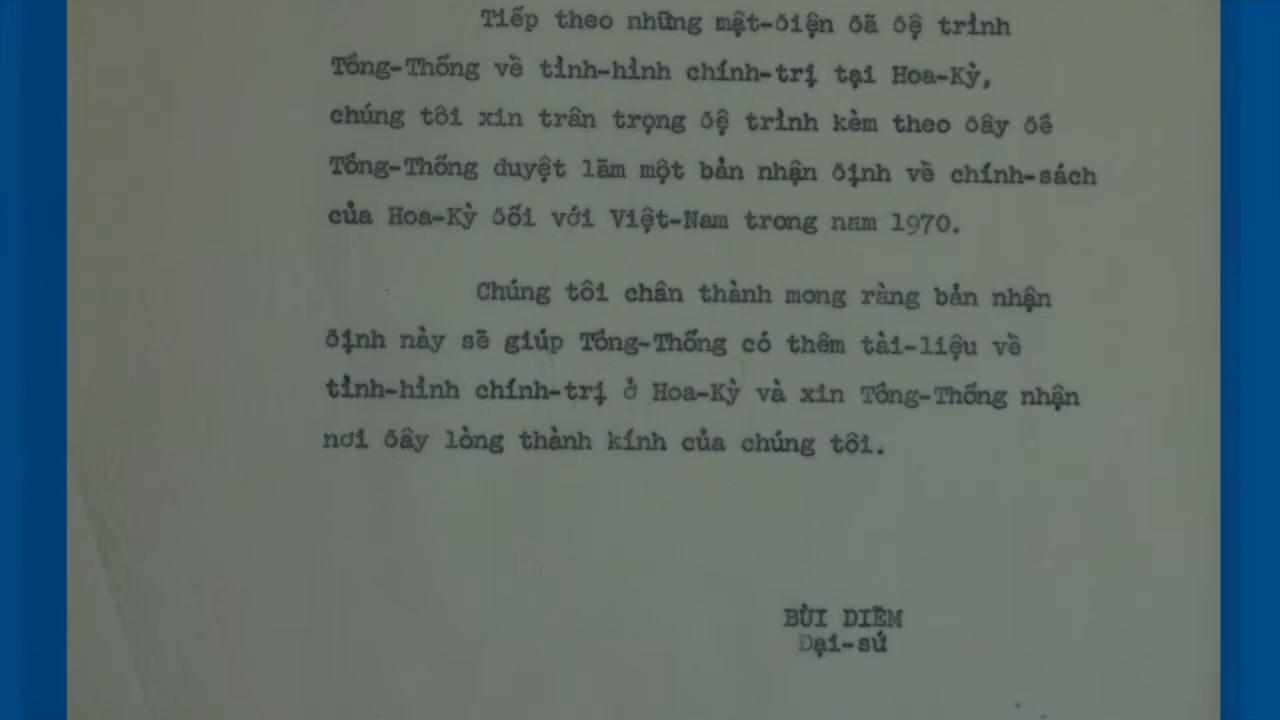 Tiếp theo những mật-điện đã đệ trình
Tổng-Thống về tình-hình chính-trị tại Hoa-Kỳ,
chúng tôi xin trân trọng đệ trình kèm theo đây để
Tổng-Thống duyệt lãm một bản nhận định về chính-sách
của Hoa-Kỳ đối với Việt-Nam trong nam 1970.
Chúng tôi chân thành mong ràng bản nhận
định này sẽ giúp Tổng-Thống có thêm tài-liệu về
tình-hình chính-trị ở Hoa-Kỳ và xin Tổng-Thống nhận
nơi đây lòng thành kính của chúng tôi.
BÙI DIỄM
Đại-sứ